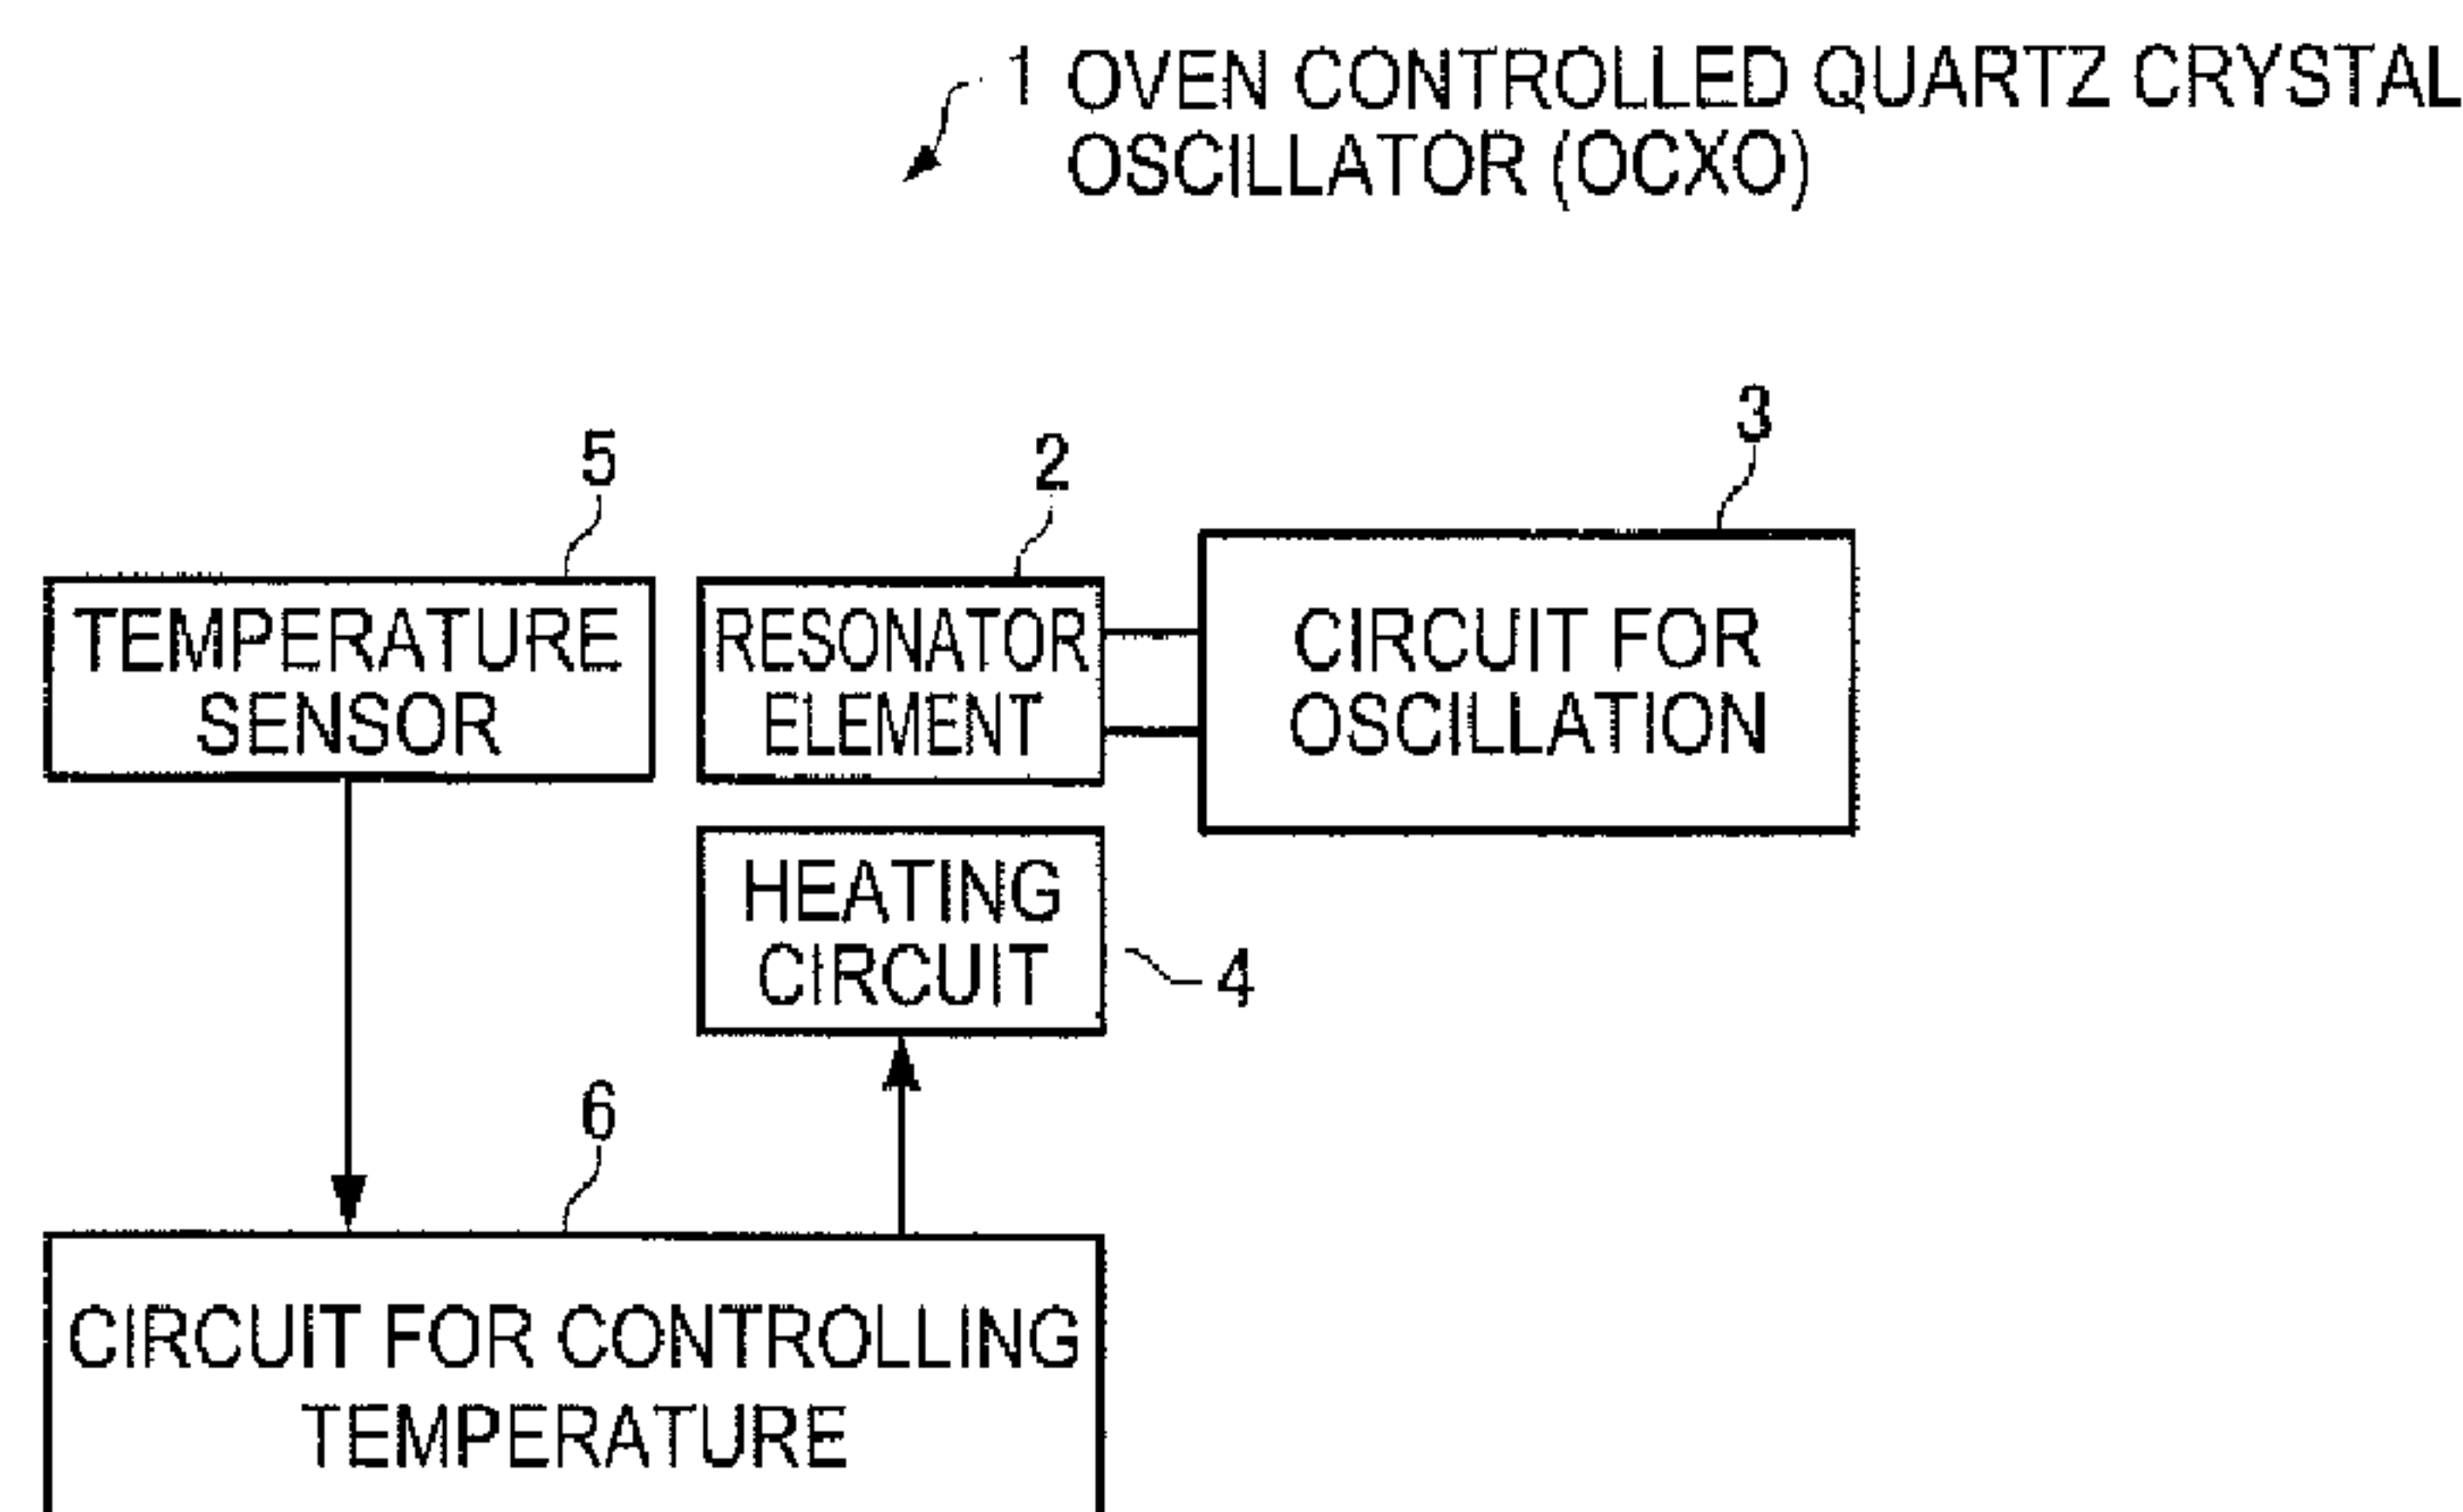 1 OVEN CONTROLLED QUARTZ CRYSTAL
OSCILLATOR (OCXO)
3
5
2
TEMPERATURE
SENSOR
RESONATOR
ELEMENT
CIRCUIT FOR
OSCILLATION
HEATING
CIRCUIT
4
6
CIRCUIT FOR CONTROLLING
TEMPERATURE